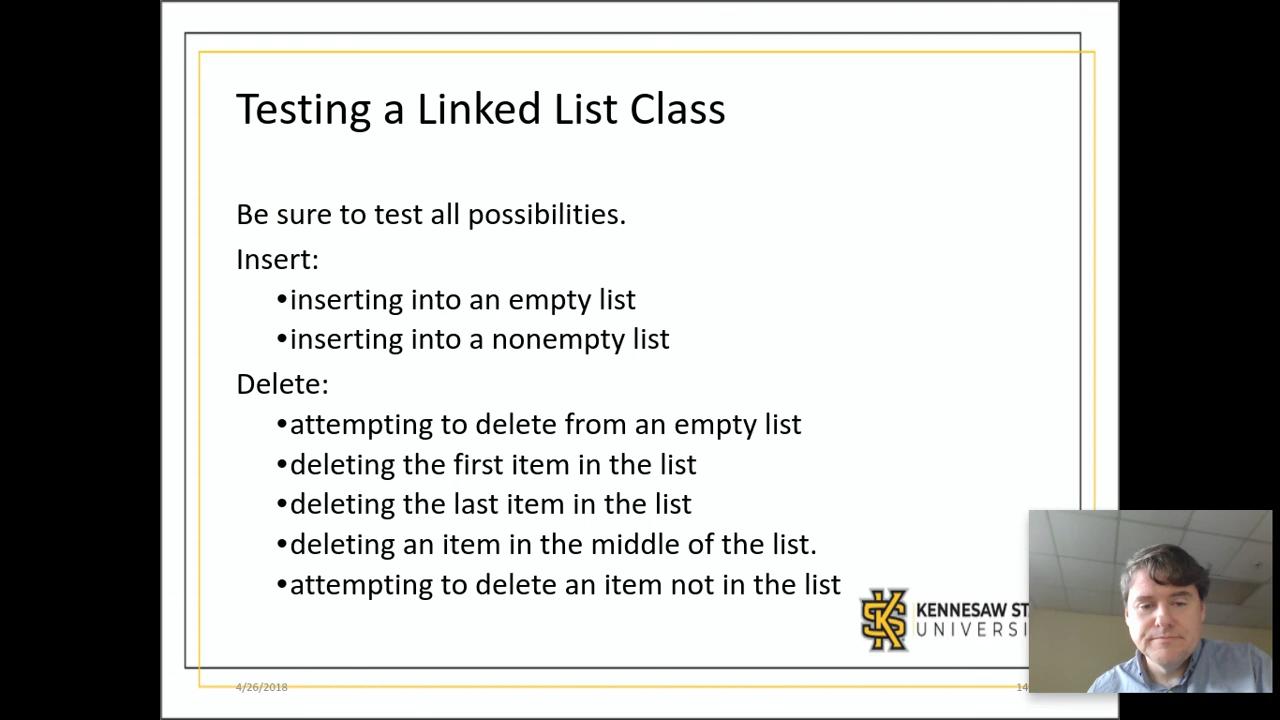 Testing a Linked List Class
Be sure to test all possibilities.
Insert:
•inserting into an empty list
•inserting into a nonempty list
Delete:
•attempting to delete from an empty list
•deleting the first item in the list
•deleting the last item in the list
•deleting an item in the middle of the list.
•attempting to delete an item not in the list
KENNESAW ST
UNIVERSI
4/26/2018
14